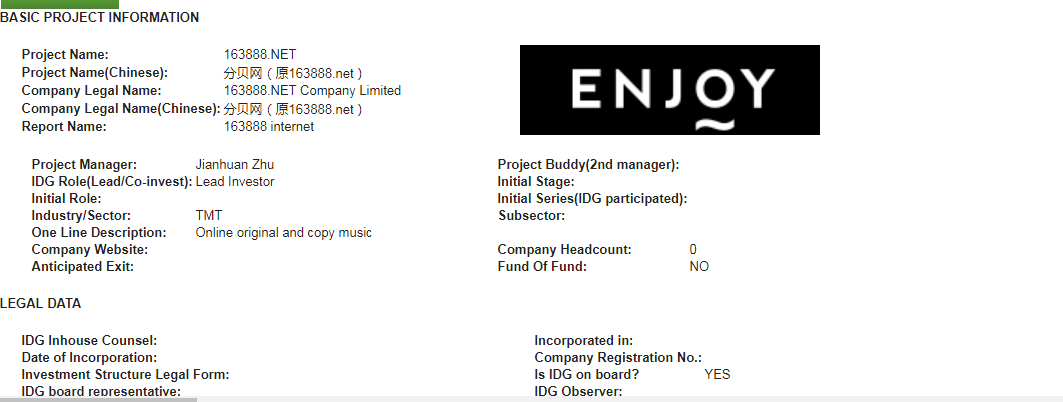 BASIC PROJECT INFORMATION
Project Name: 163888.NET
Project Name(Chinese): 分贝网（原163888.net）
Company Legal Name: 163888.NET Company Limited
Company Legal Name(Chinese): 分贝网（原163888.net）
Report Name: 163888 internet
ENJOY
Project Manager: Jianhuan Zhu Project Buddy(2nd manager):
IDG Role(Lead/Co-invest): Lead Investor Initial Stage:
Initial Role: Initial Series(IDG participated):
Industry/Sector: TMT Subsector:
One Line Description: Online original and copy music
Company Website: Company Headcount: 0
Anticipated Exit: Fund Of Fund: NO
LEGAL DATA
IDG Inhouse Counsel: Incorporated in:
Date of Incorporation: Company Registration No.:
Investment Structure Legal Form: Is IDG on board? YES
IDG board representative: IDG Observer: